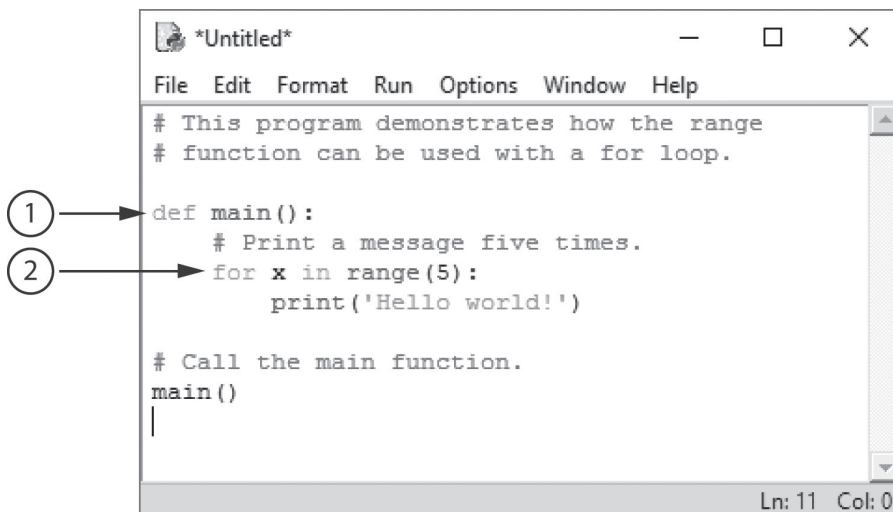 *Untitled*
File Edit Format Run Options Window Help
# This program demonstrates how the range
# function can be used with a for loop.
1
def main():
    # Print a message five times.
2
    for x in range(5):
        print('Hello world!')
# Call the main function.
main()
Ln: 11 Col: 0